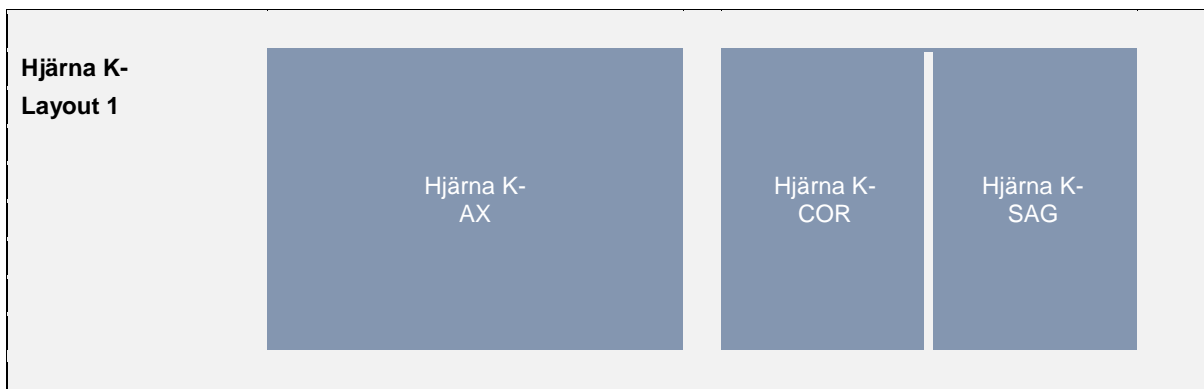 Hjärna K-
Layout 1
Hjärna K-
AX
Hjärna K-
COR
Hjärna K-
SAG